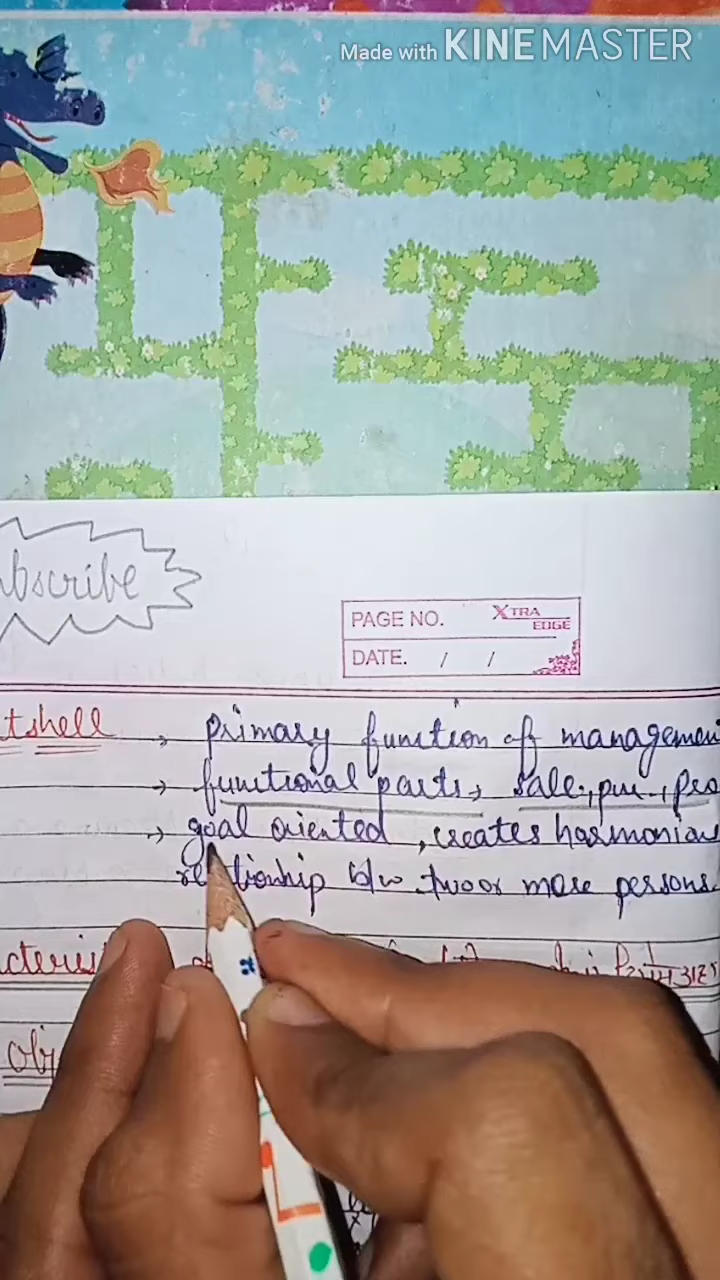 Made with KINEMASTER
bscribe
PAGE NO.
XTRA EDGE
DATE. / /
tshell → primary function of managemen
→ functional parts, sale, pur., pro
→ goal oriented, creates harmonious
relationship b/w two or more persons.
cteris
obj